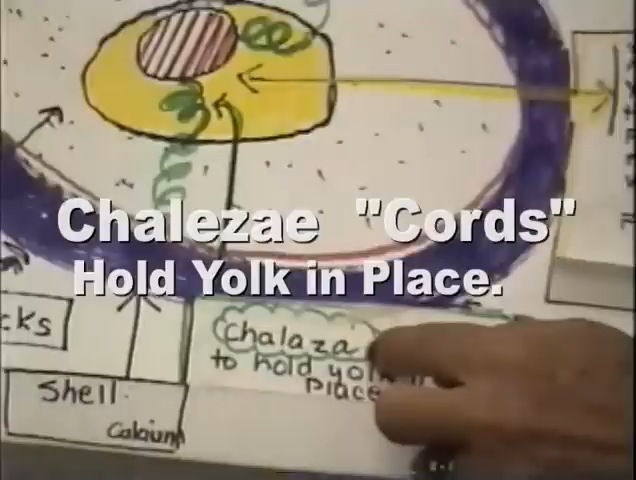 Chalezae "Cords"
Hold Yolk in Place.
cks
Chalaza
to hold yol
Place
Shell.
Calcium